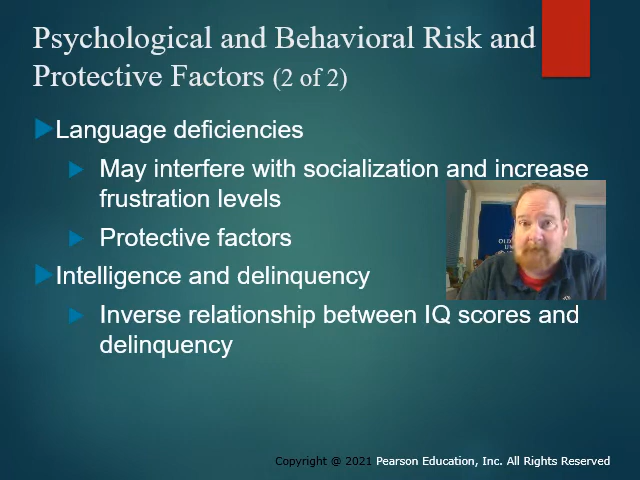 Psychological and Behavioral Risk and
Protective Factors (2 of 2)
Language deficiencies
May interfere with socialization and increase
frustration levels
Protective factors
Intelligence and delinquency
Inverse relationship between IQ scores and
delinquency
OLD
UN
Copyright @ 2021 Pearson Education, Inc. All Rights Reserved